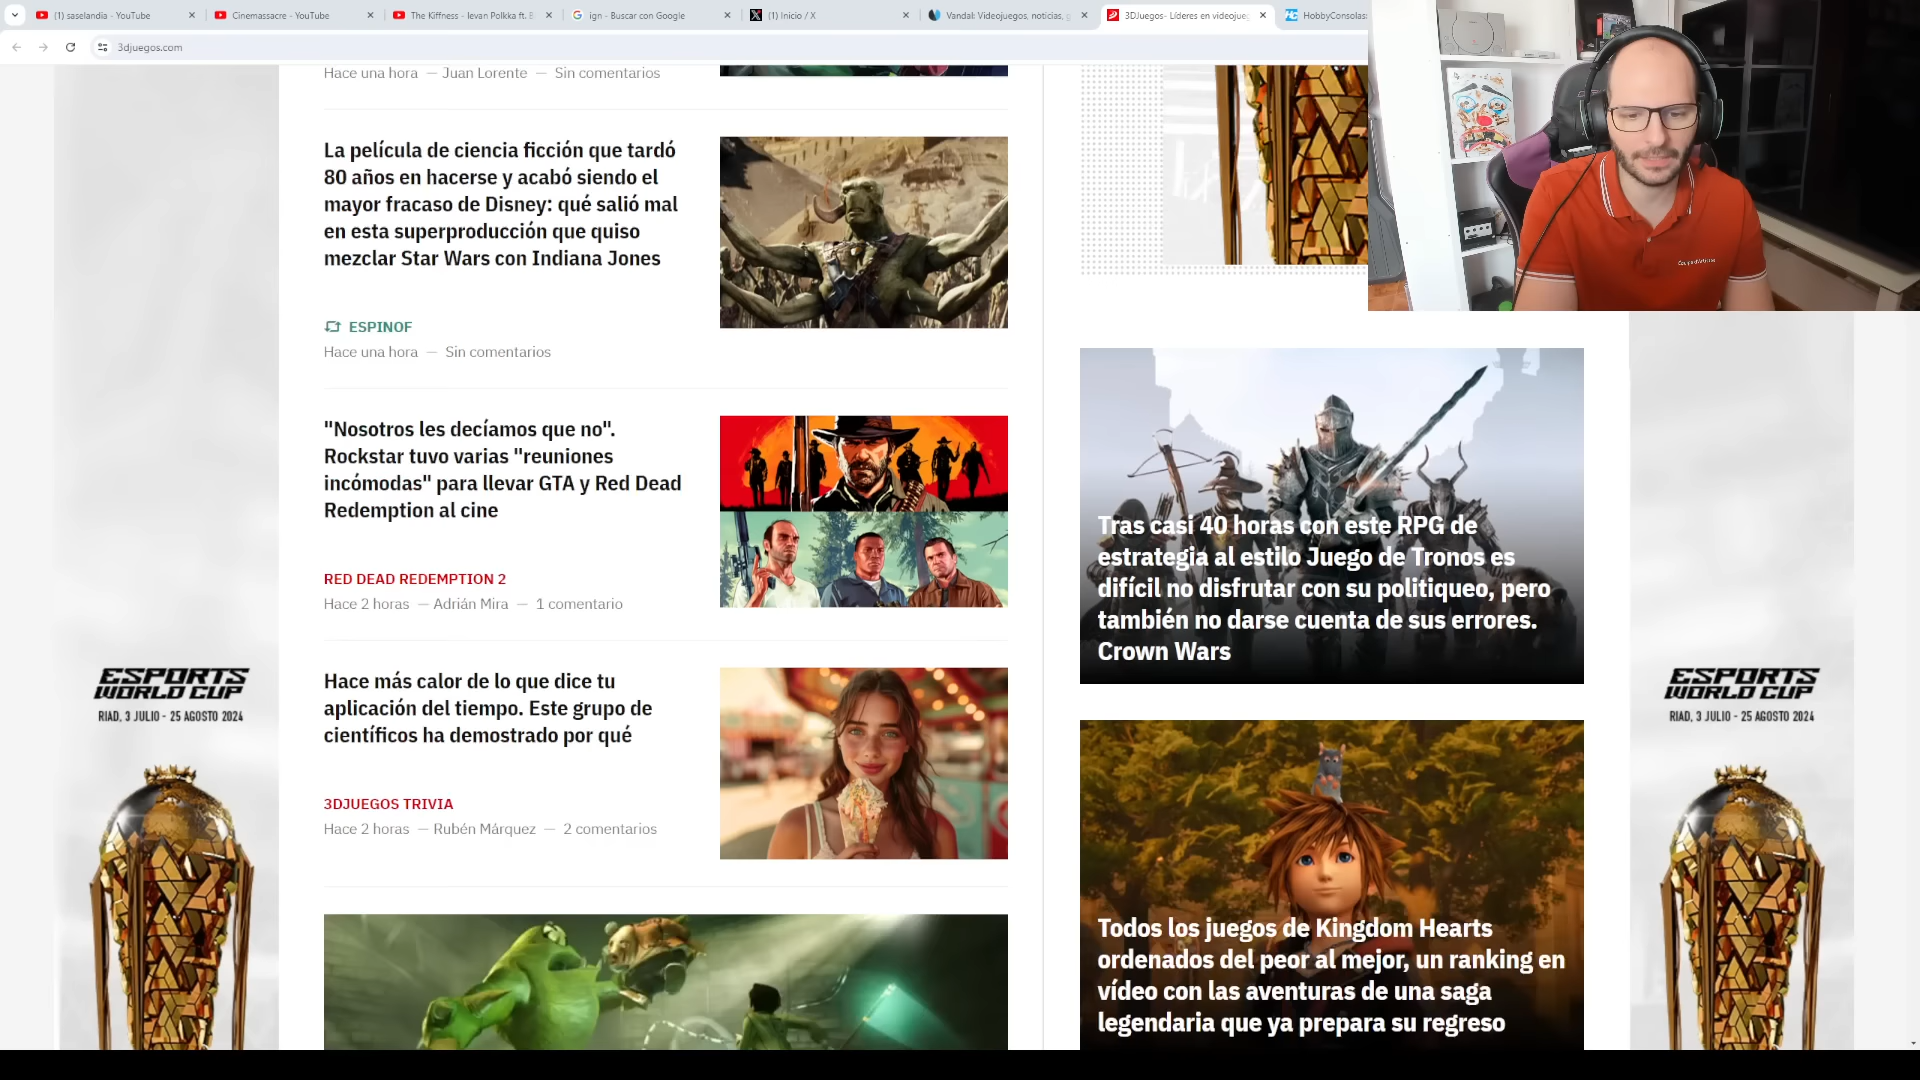 (1) saselandia - YouTube
Cinemassacre - YouTube
The Kiffness - Ievan Polkka ft.
ign - Buscar con Google
(1) Inicio / X
Vandal: Videojuegos, noticias,
3DJuegos- Líderes en videojue
HobbyConsolas:
3djuegos.com
Hace una hora — Juan Lorente — Sin comentarios
La película de ciencia ficción que tardó
80 años en hacerse y acabó siendo el
mayor fracaso de Disney: qué salió mal
en esta superproducción que quiso
mezclar Star Wars con Indiana Jones
ESPINOF
Hace una hora — Sin comentarios
"Nosotros les decíamos que no".
Rockstar tuvo varias "reuniones
incómodas" para llevar GTA y Red Dead
Redemption al cine
RED DEAD REDEMPTION 2
Hace 2 horas — Adrián Mira — 1 comentario
Hace más calor de lo que dice tu
aplicación del tiempo. Este grupo de
científicos ha demostrado por qué
3DJUEGOS TRIVIA
Hace 2 horas — Rubén Márquez — 2 comentarios
Tras casi 40 horas con este RPG de
estrategia al estilo Juego de Tronos es
difícil no disfrutar con su politiqueo, pero
también no darse cuenta de sus errores.
Crown Wars
Todos los juegos de Kingdom Hearts
ordenados del peor al mejor, un ranking en
vídeo con las aventuras de una saga
legendaria que ya prepara su regreso
ESPORTS
WORLD CUP
RIAD, 3 JULIO - 25 AGOSTO 2024
ESPORTS
WORLD CUP
RIAD, 3 JULIO - 25 AGOSTO 2024